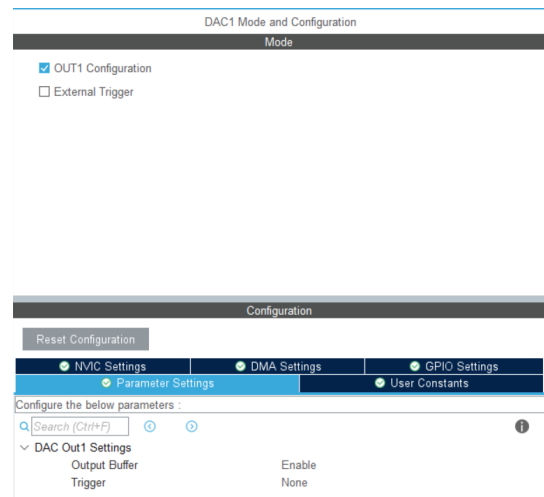 DAC1 Mode and Configuration
Mode
OUT1 Configuration
External Trigger
Configuration
Reset Configuration
NVIC Settings DMA Settings GPIO Settings
Parameter Settings User Constants
Configure the below parameters :
Search (Ctrl+F)
DAC Out1 Settings
Output Buffer Enable
Trigger None